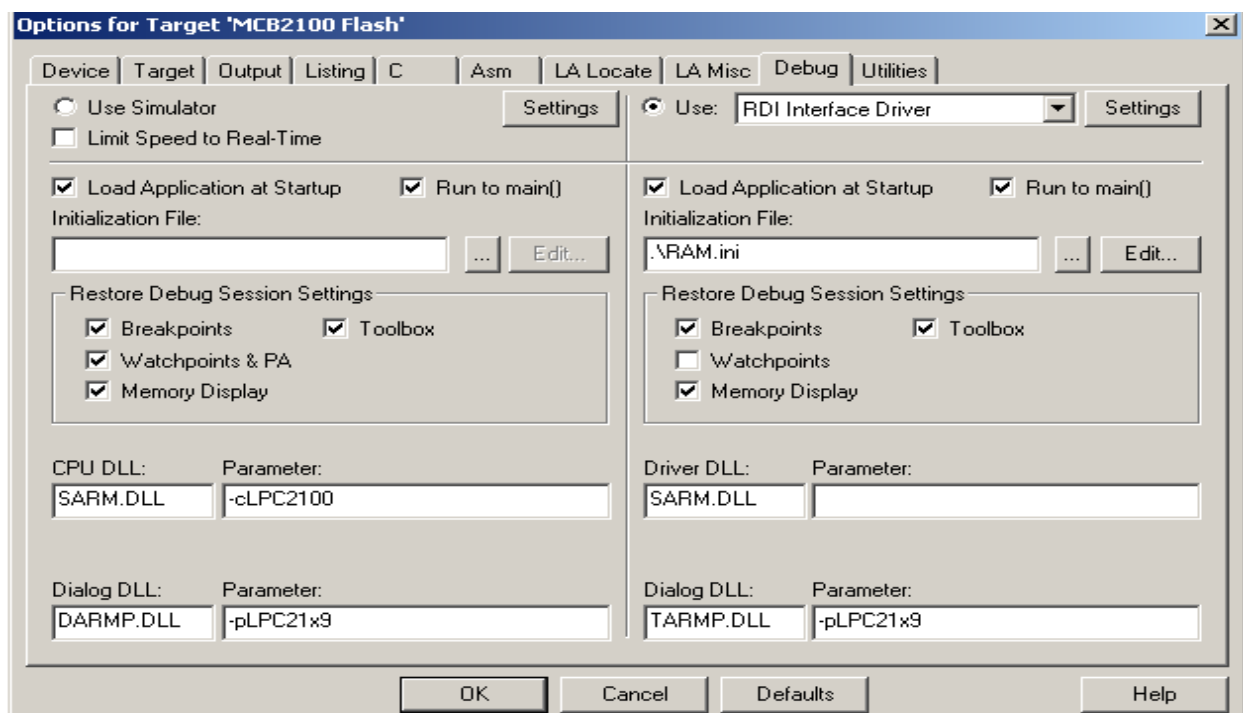 Options for Target 'MCB2100 Flash'
Device Target Output Listing C Asm LA Locate LA Misc Debug Utilities
Use Simulator Settings
Limit Speed to Real-Time
Load Application at Startup Run to main()
Initialization File:
... Edit...
Restore Debug Session Settings
Breakpoints Toolbox
Watchpoints & PA
Memory Display
CPU DLL: Parameter:
SARM.DLL -cLPC2100
Dialog DLL: Parameter:
DARMP.DLL -pLPC21x9
Use: RDI Interface Driver Settings
Load Application at Startup Run to main()
Initialization File:
.\RAM.ini ... Edit...
Restore Debug Session Settings
Breakpoints Toolbox
Watchpoints
Memory Display
Driver DLL: Parameter:
SARM.DLL
Dialog DLL: Parameter:
TARMP.DLL -pLPC21x9
OK Cancel Defaults Help